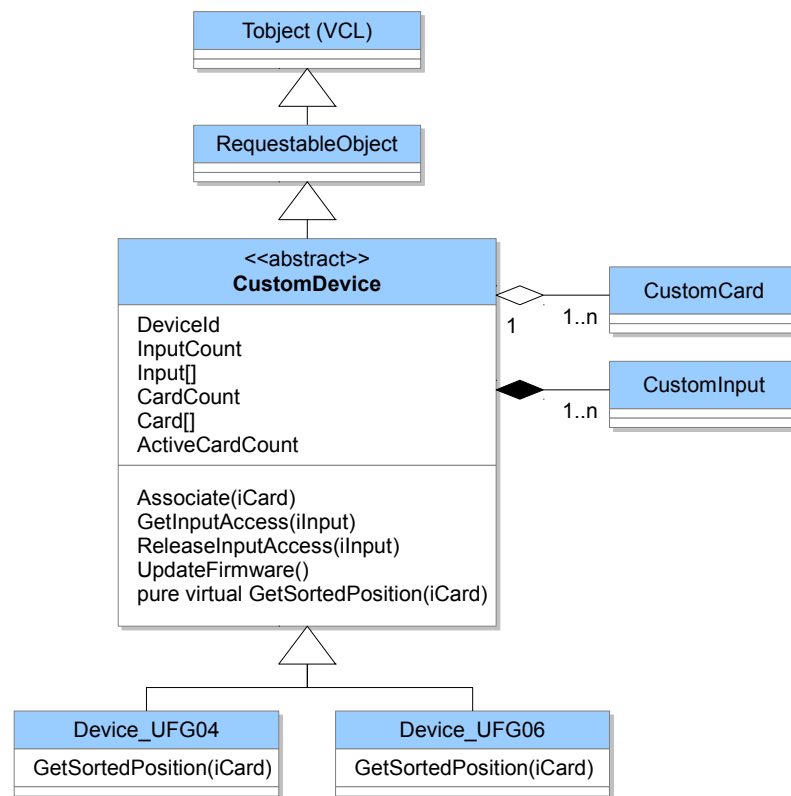 Tobject (VCL)
RequestableObject
<<abstract>>
CustomDevice
DeviceId
InputCount
Input[]
CardCount
Card[]
ActiveCardCount
Associate(iCard)
GetInputAccess(iInput)
ReleaseInputAccess(iInput)
UpdateFirmware()
pure virtual GetSortedPosition(iCard)
1
1..n
CustomCard
1..n
CustomInput
Device_UFG04
GetSortedPosition(iCard)
Device_UFG06
GetSortedPosition(iCard)